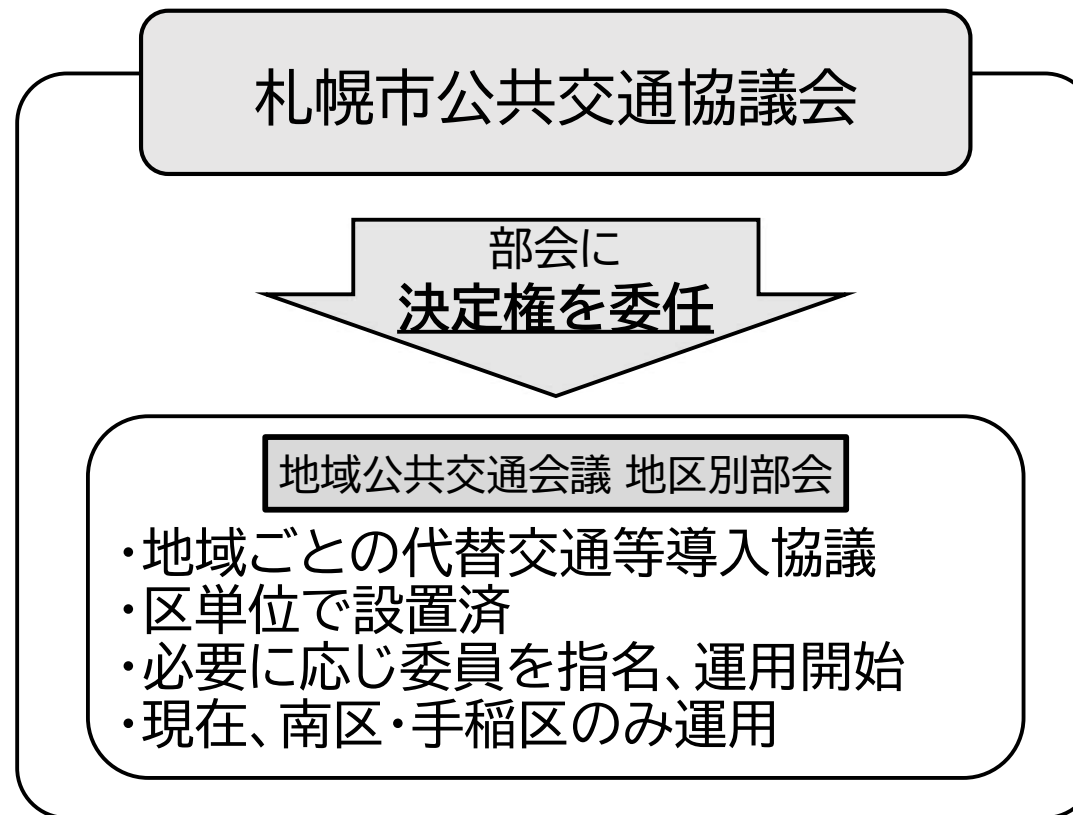 札幌市公共交通協議会
部会に
決定権を委任
地域公共交通会議 地区別部会
・地域ごとの代替交通等導入協議
・区単位で設置済
・必要に応じ委員を指名、運用開始
・現在、南区・手稲区のみ運用